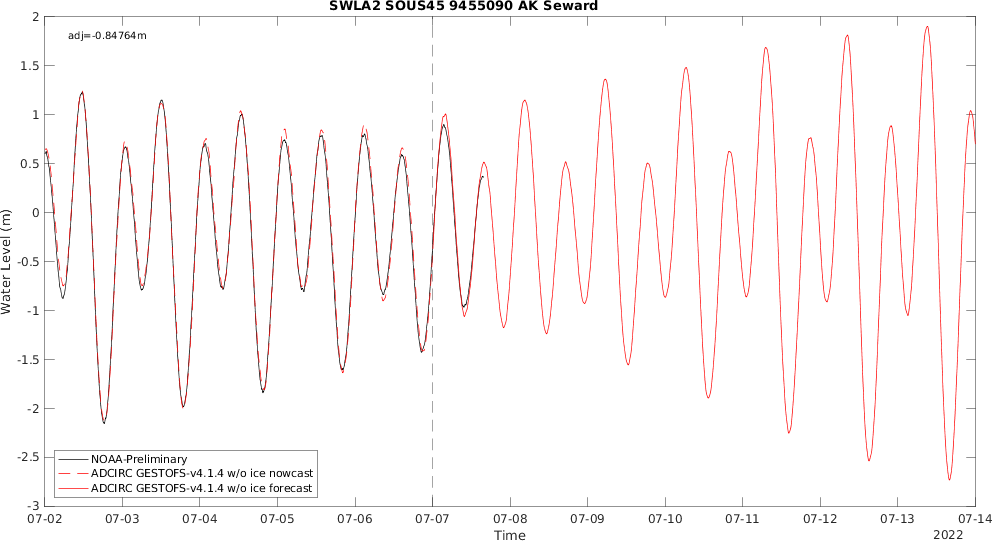 SWLA2 SOUS45 9455090 AK Seward
adj=-0.84764m
2
1.5
1
0.5
0
-0.5
-1
-1.5
-2
-2.5
-3
Water Level (m)
NOAA-Preliminary
ADCIRC GESTOFS-v4.1.4 w/o ice nowcast
ADCIRC GESTOFS-v4.1.4 w/o ice forecast
07-02 07-03 07-04 07-05 07-06 07-07 07-08 07-09 07-10 07-11 07-12 07-13 07-14
Time
2022